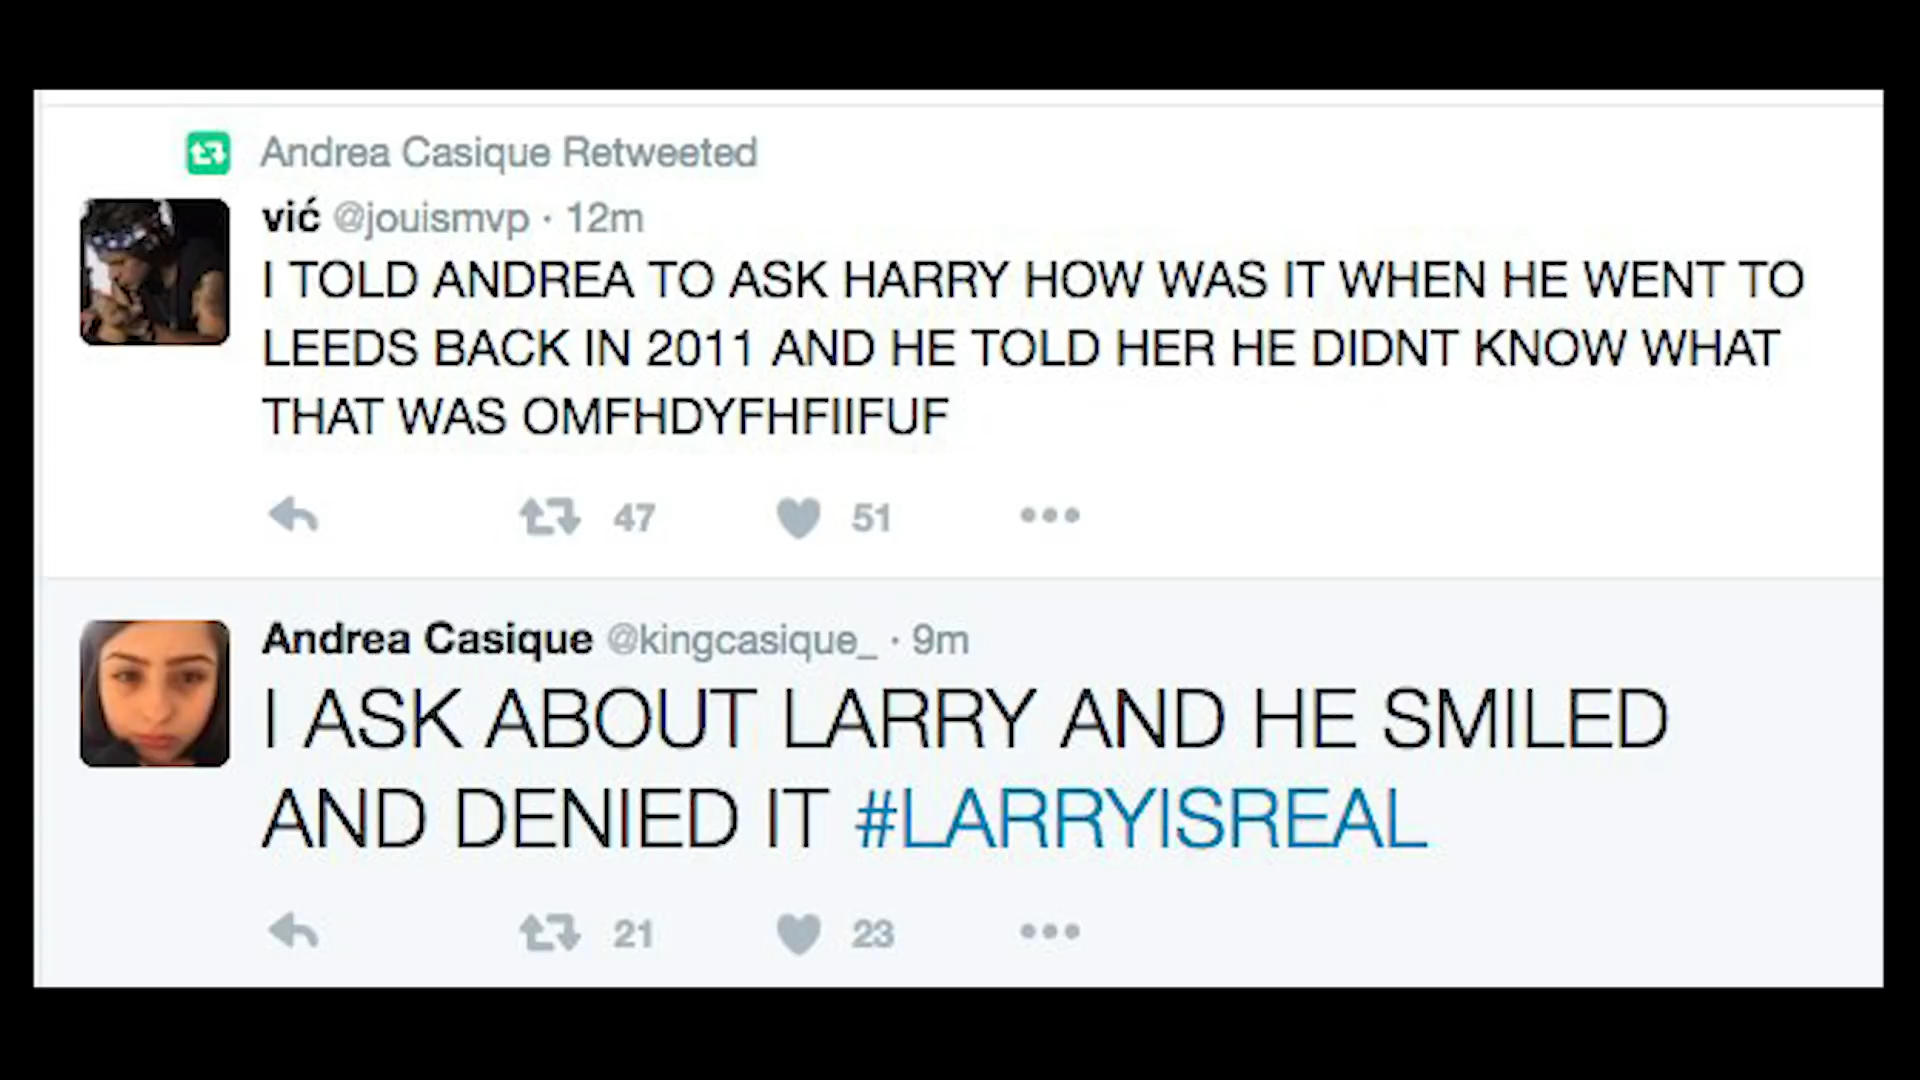 Andrea Casique Retweeted
vić @jouismvp · 12m
I TOLD ANDREA TO ASK HARRY HOW WAS IT WHEN HE WENT TO
LEEDS BACK IN 2011 AND HE TOLD HER HE DIDNT KNOW WHAT
THAT WAS OMFHDYFHFIIFUF
47 51
Andrea Casique @kingcasique_ · 9m
I ASK ABOUT LARRY AND HE SMILED
AND DENIED IT #LARRYISREAL
21 23